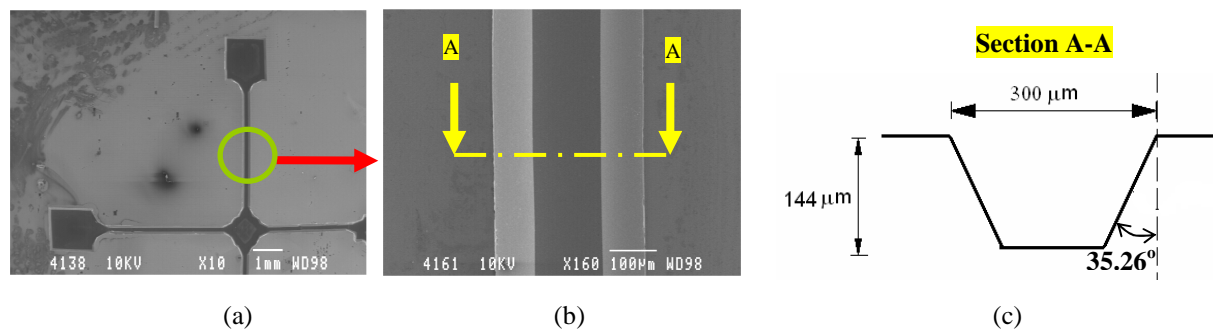 4138 10KV X10 1mm WD98
(a)
A A
4161 10KV X160 100μm WD98
(b)
Section A-A
300 μm
144 μm
35.26°
(c)